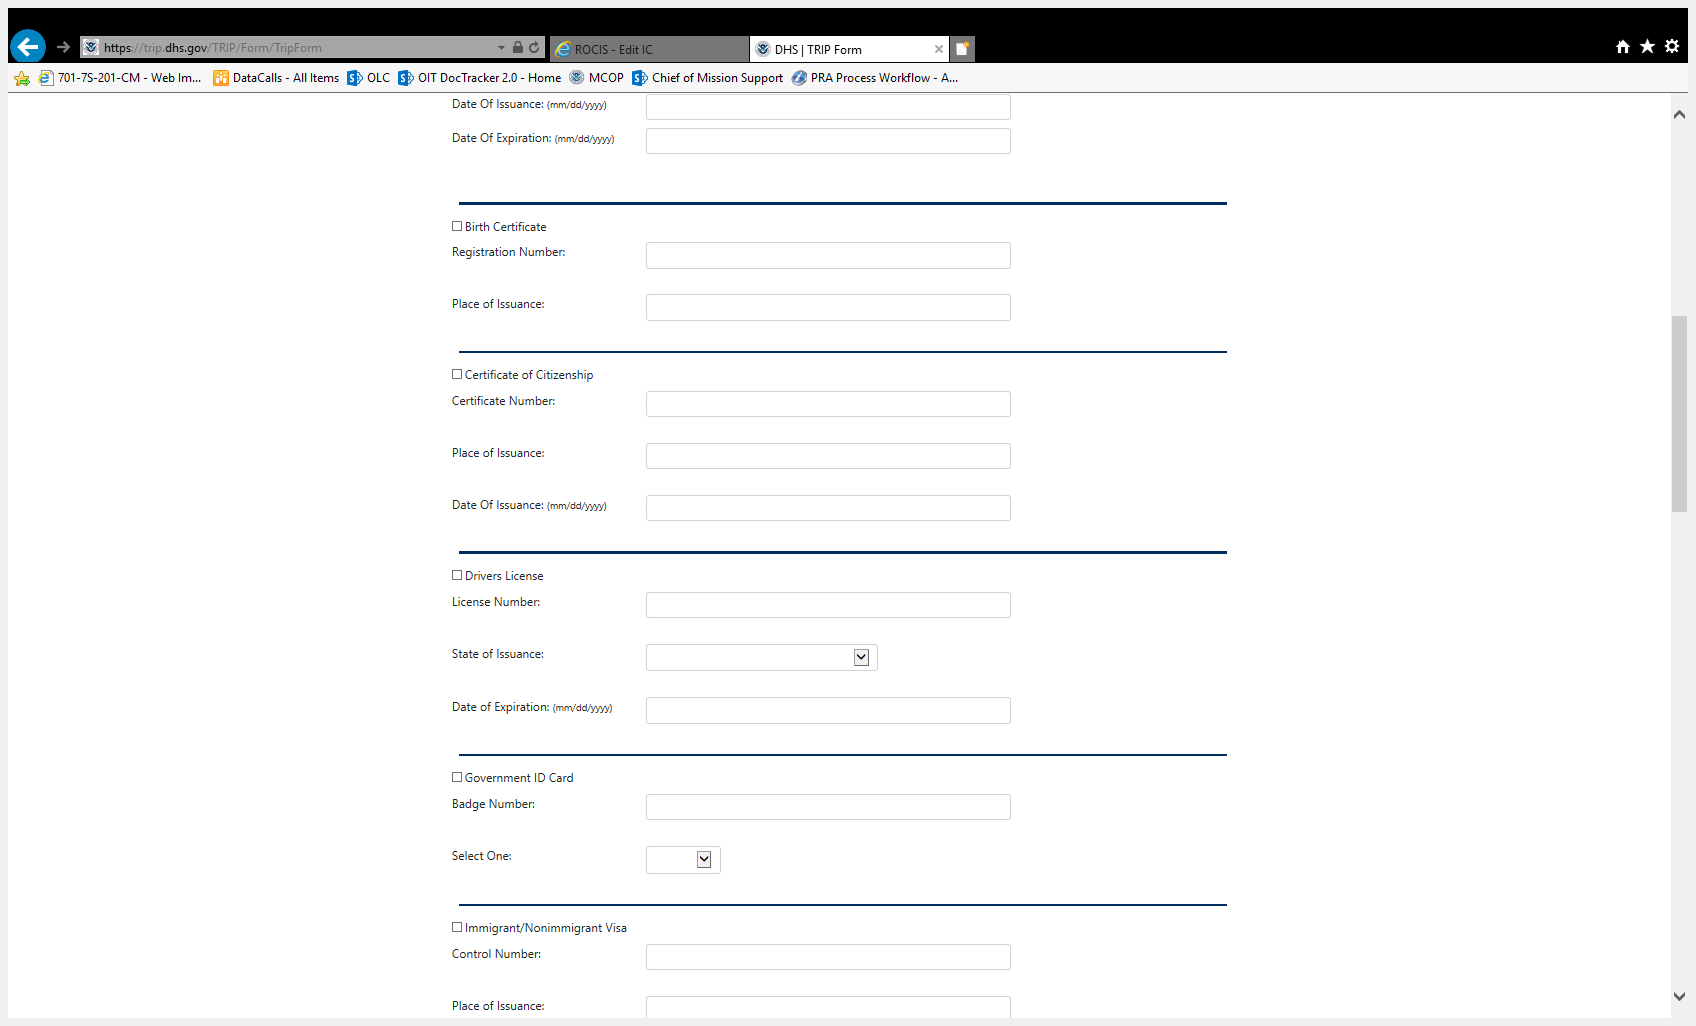 https://trip.dhs.gov/TRIP/Form/TripForm
ROCIS - Edit IC
DHS | TRIP Form
701-7S-201-CM - Web Im...
DataCalls - All Items
OLC
OIT DocTracker 2.0 - Home
MCOP
Chief of Mission Support
PRA Process Workflow - A...
Date Of Issuance: (mm/dd/yyyy)
Date Of Expiration: (mm/dd/yyyy)
Birth Certificate
Registration Number:
Place of Issuance:
Certificate of Citizenship
Certificate Number:
Place of Issuance:
Date Of Issuance: (mm/dd/yyyy)
Drivers License
License Number:
State of Issuance:
Date of Expiration: (mm/dd/yyyy)
Government ID Card
Badge Number:
Select One:
Immigrant/Nonimmigrant Visa
Control Number:
Place of Issuance: